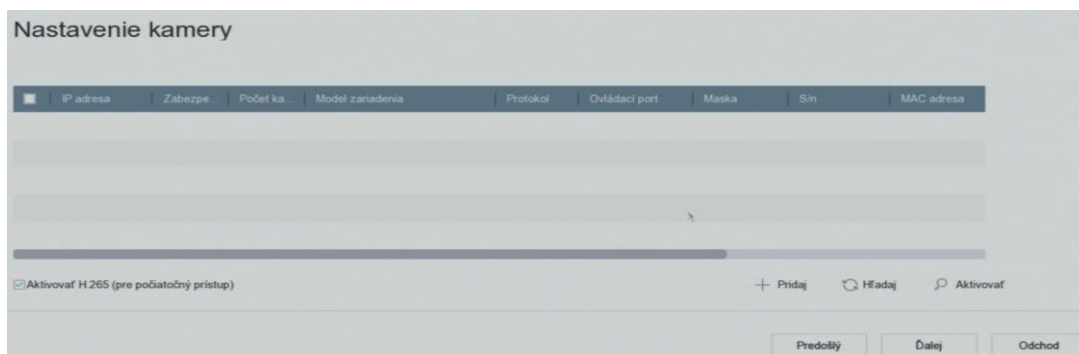 Nastavenie kamery
IP adresa Zabezpe... Počet ka... Model zariadenia Protokol Ovládací port Maska S/n MAC adresa
Aktivovať H.265 (pre počiatočný prístup) Pridaj Hľadaj Aktivovať
Predošlý Ďalej Odchod